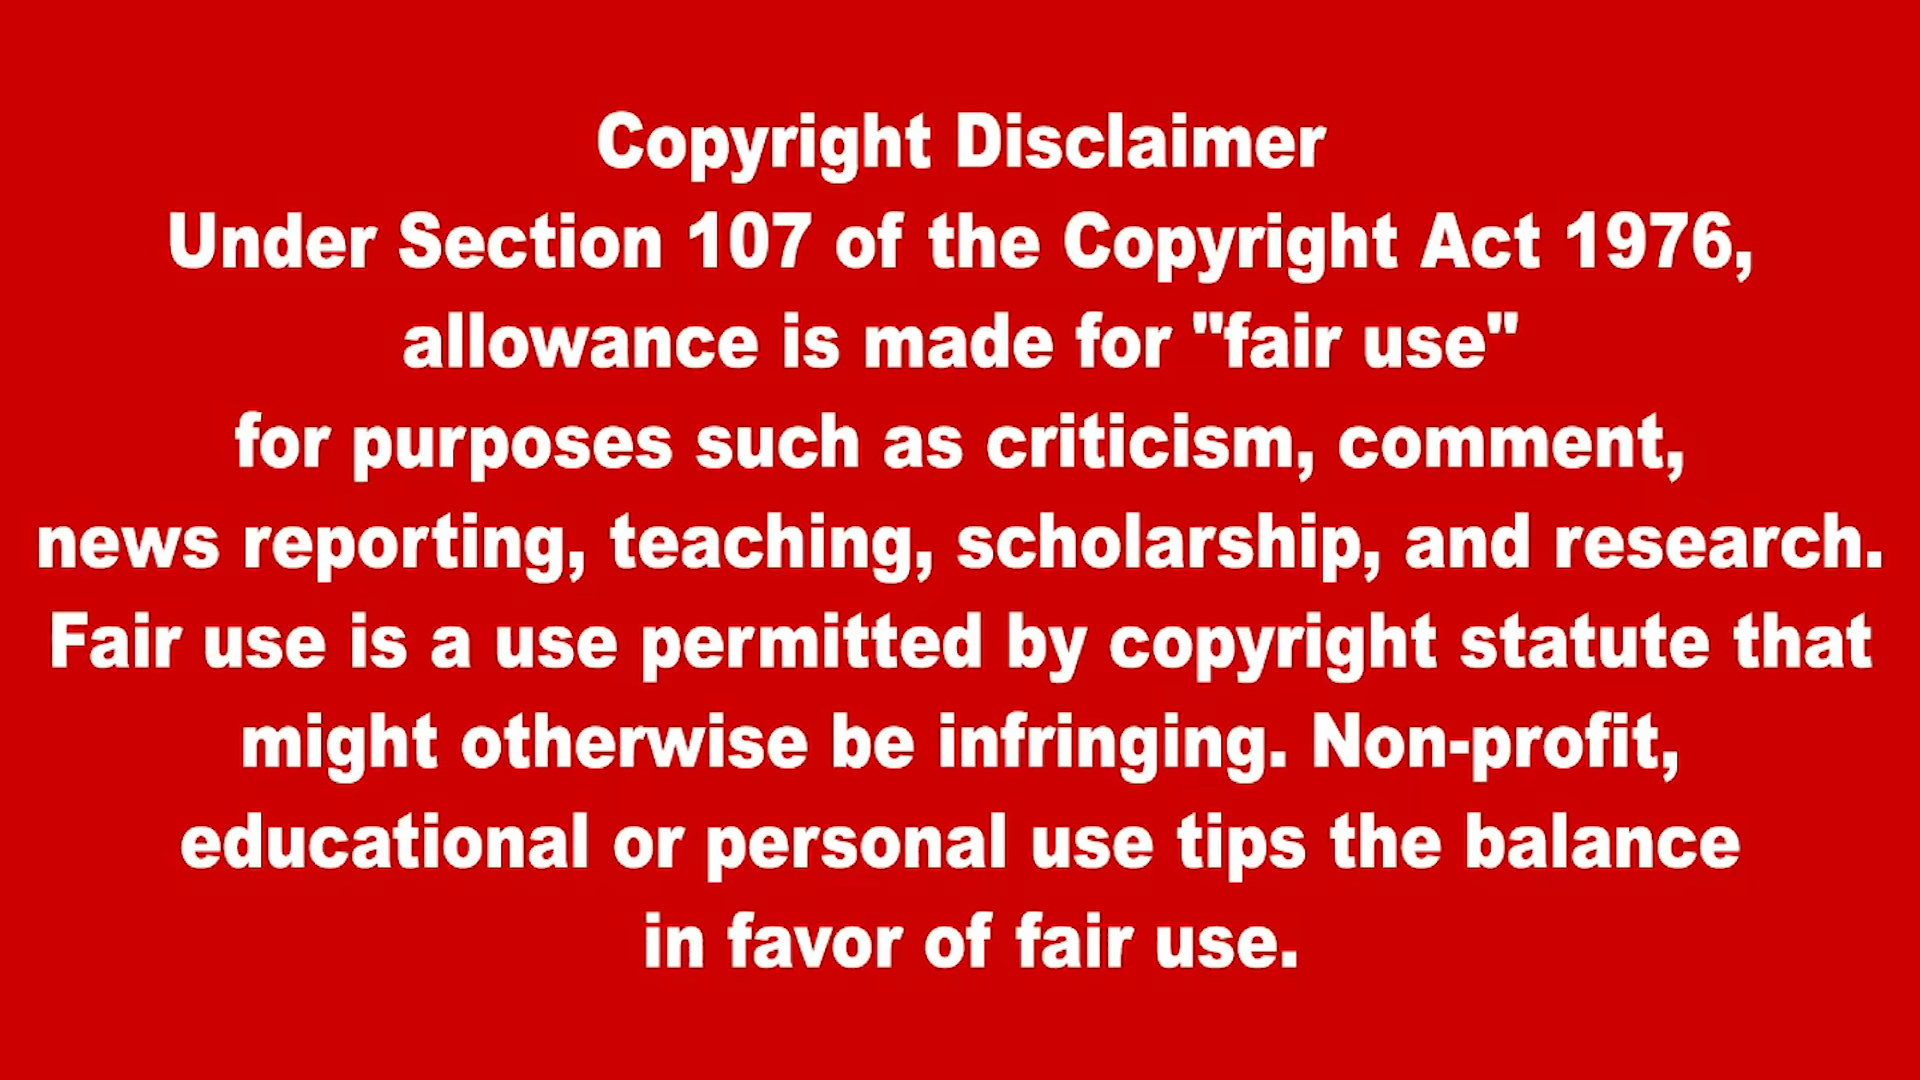 Copyright Disclaimer
Under Section 107 of the Copyright Act 1976,
allowance is made for "fair use"
for purposes such as criticism, comment,
news reporting, teaching, scholarship, and research.
Fair use is a use permitted by copyright statute that
might otherwise be infringing. Non-profit,
educational or personal use tips the balance
in favor of fair use.